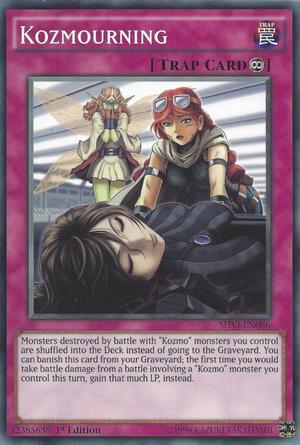 KOZMOURNING
TRAP
罠
[TRAP CARD∞]
SHVI-EN086
Monsters destroyed by battle with "Kozmo" monsters you control
are shuffled into the Deck instead of going to the Graveyard. You
can banish this card from your Graveyard; the first time you would
take battle damage from a battle involving a "Kozmo" monster you
control this turn, gain that much LP, instead.
12385638 1st Edition
©1996 KAZUKI TAKAHASHI